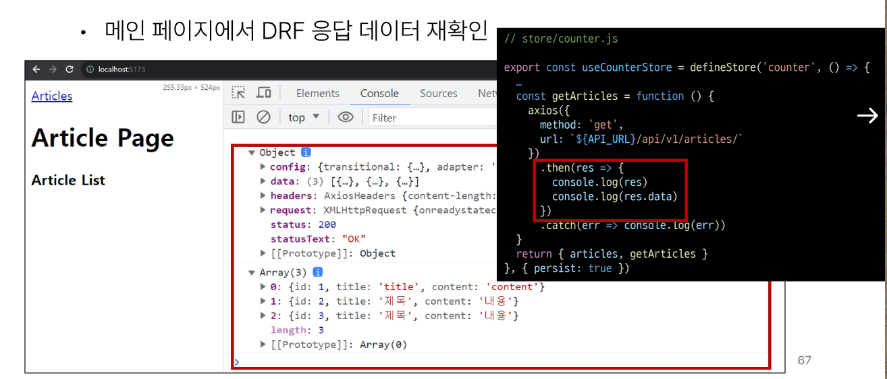 • 메인 페이지에서 DRF 응답 데이터 재확인
localhost:5173
Articles
255.33px × 524px
Article Page
Article List
Elements Console Sources
top
Filter
Object
config: {transitional: {…}, adapter:
data: (3) [{…}, {…}, {…}]
headers: AxiosHeaders {content-length:
request: XMLHttpRequest {onreadystatec
status: 200
statusText: "OK"
[[Prototype]]: Object
Array(3)
0: {id: 1, title: 'title', content: 'content'}
1: {id: 2, title: '제목', content: '내용'}
2: {id: 3, title: '제목', content: '내용'}
length: 3
[[Prototype]]: Array(0)
// store/counter.js
export const useCounterStore = defineStore('counter', () => {
…
const getArticles = function () {
axios({
method: 'get',
url: `${API_URL}/api/v1/articles/`
})
.then(res => {
console.log(res)
console.log(res.data)
})
.catch(err => console.log(err))
}
return { articles, getArticles }
}, { persist: true })
67